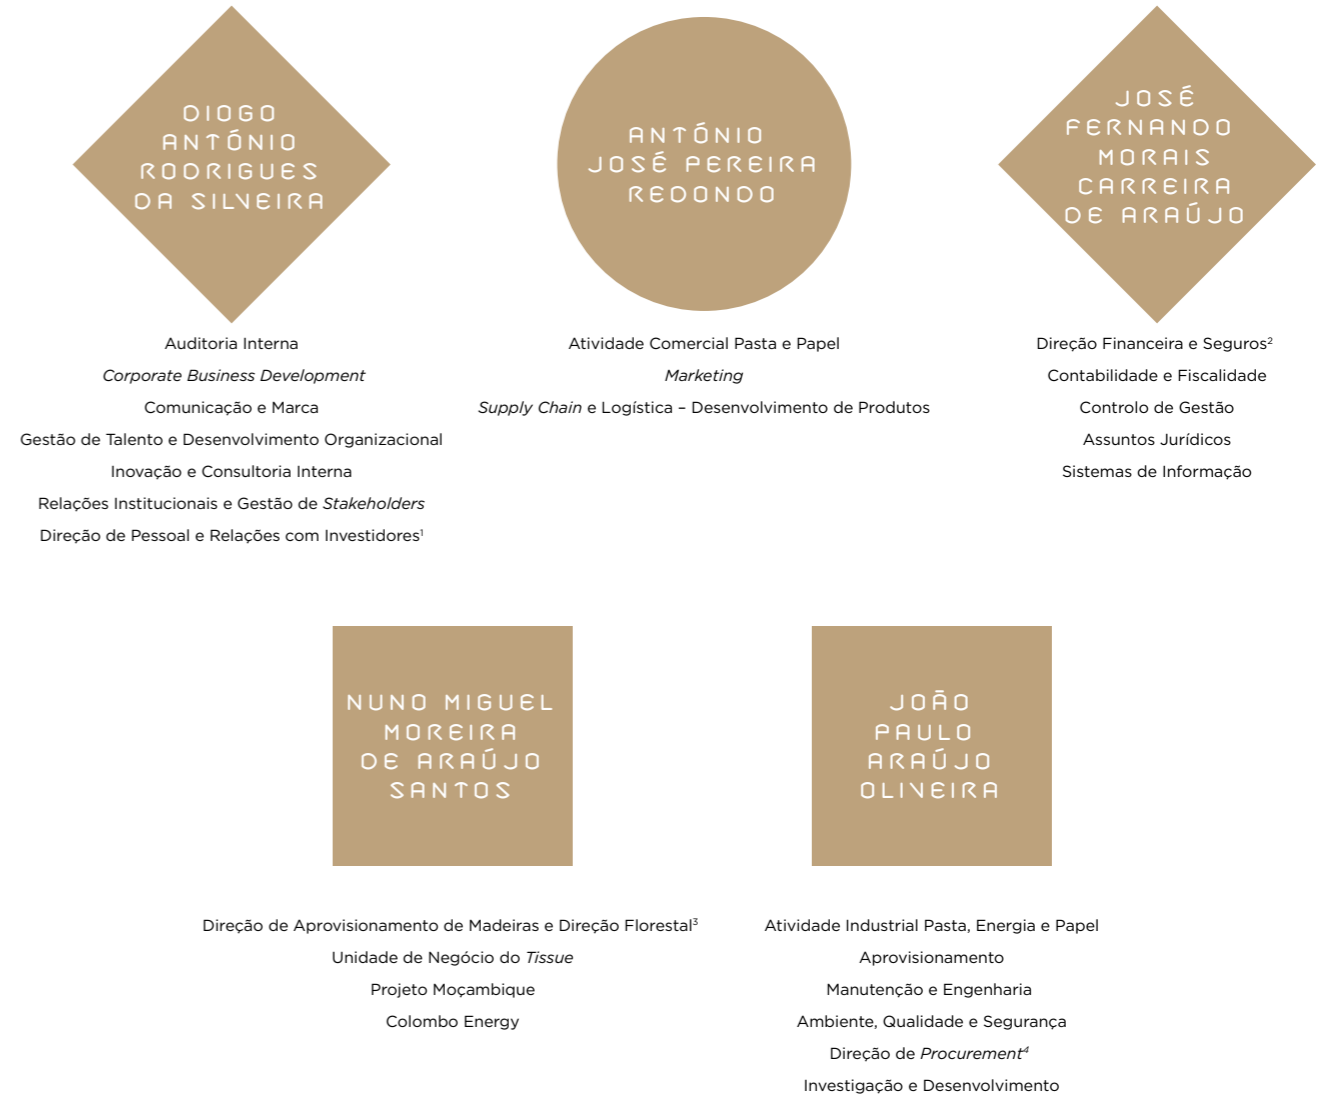 DIOGO
ANTÓNIO
RODRIGUES
DA SILVEIRA
Auditoria Interna
Corporate Business Development
Comunicação e Marca
Gestão de Talento e Desenvolvimento Organizacional
Inovação e Consultoria Interna
Relações Institucionais e Gestão de Stakeholders
Direção de Pessoal e Relações com Investidores¹
ANTÓNIO
JOSÉ PEREIRA
REDONDO
Atividade Comercial Pasta e Papel
Marketing
Supply Chain e Logística – Desenvolvimento de Produtos
JOSÉ
FERNANDO
MORAIS
CARREIRA
DE ARAÚJO
Direção Financeira e Seguros²
Contabilidade e Fiscalidade
Controlo de Gestão
Assuntos Jurídicos
Sistemas de Informação
NUNO MIGUEL
MOREIRA
DE ARAÚJO
SANTOS
Direção de Aprovisionamento de Madeiras e Direção Florestal³
Unidade de Negócio do Tissue
Projeto Moçambique
Colombo Energy
JOÃO
PAULO
ARAÚJO
OLIVEIRA
Atividade Industrial Pasta, Energia e Papel
Aprovisionamento
Manutenção e Engenharia
Ambiente, Qualidade e Segurança
Direção de Procurement⁴
Investigação e Desenvolvimento